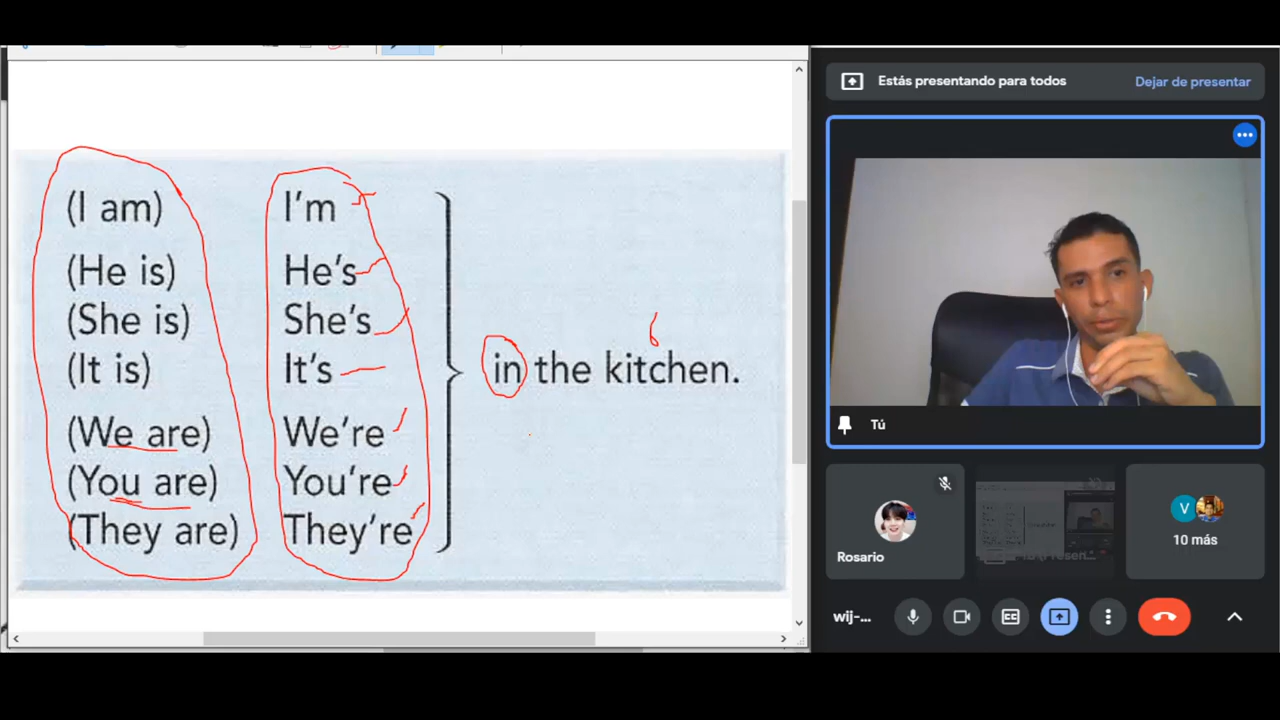 Estás presentando para todos
Dejar de presentar
(I am) I'm
(He is) He's
(She is) She's
(It is) It's
in the kitchen.
(We are) We're
(You are) You're
(They are) They're
Tú
V
Rosario
10 más
wij-...